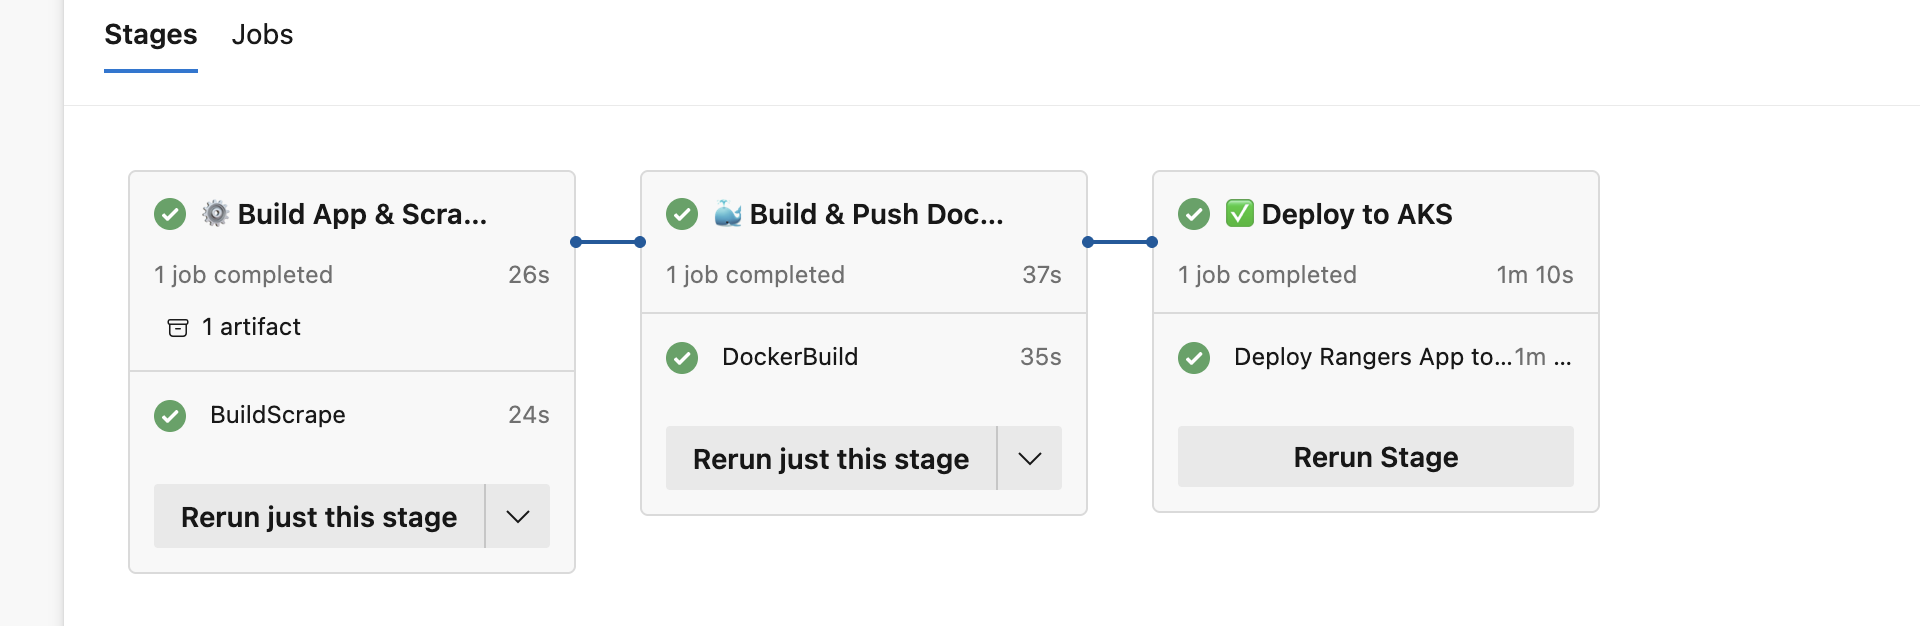 Stages Jobs
⚙️ Build App & Scra...
1 job completed 26s
1 artifact
BuildScrape 24s
Rerun just this stage
🐳 Build & Push Doc...
1 job completed 37s
DockerBuild 35s
Rerun just this stage
✅ Deploy to AKS
1 job completed 1m 10s
Deploy Rangers App to... 1m ...
Rerun Stage